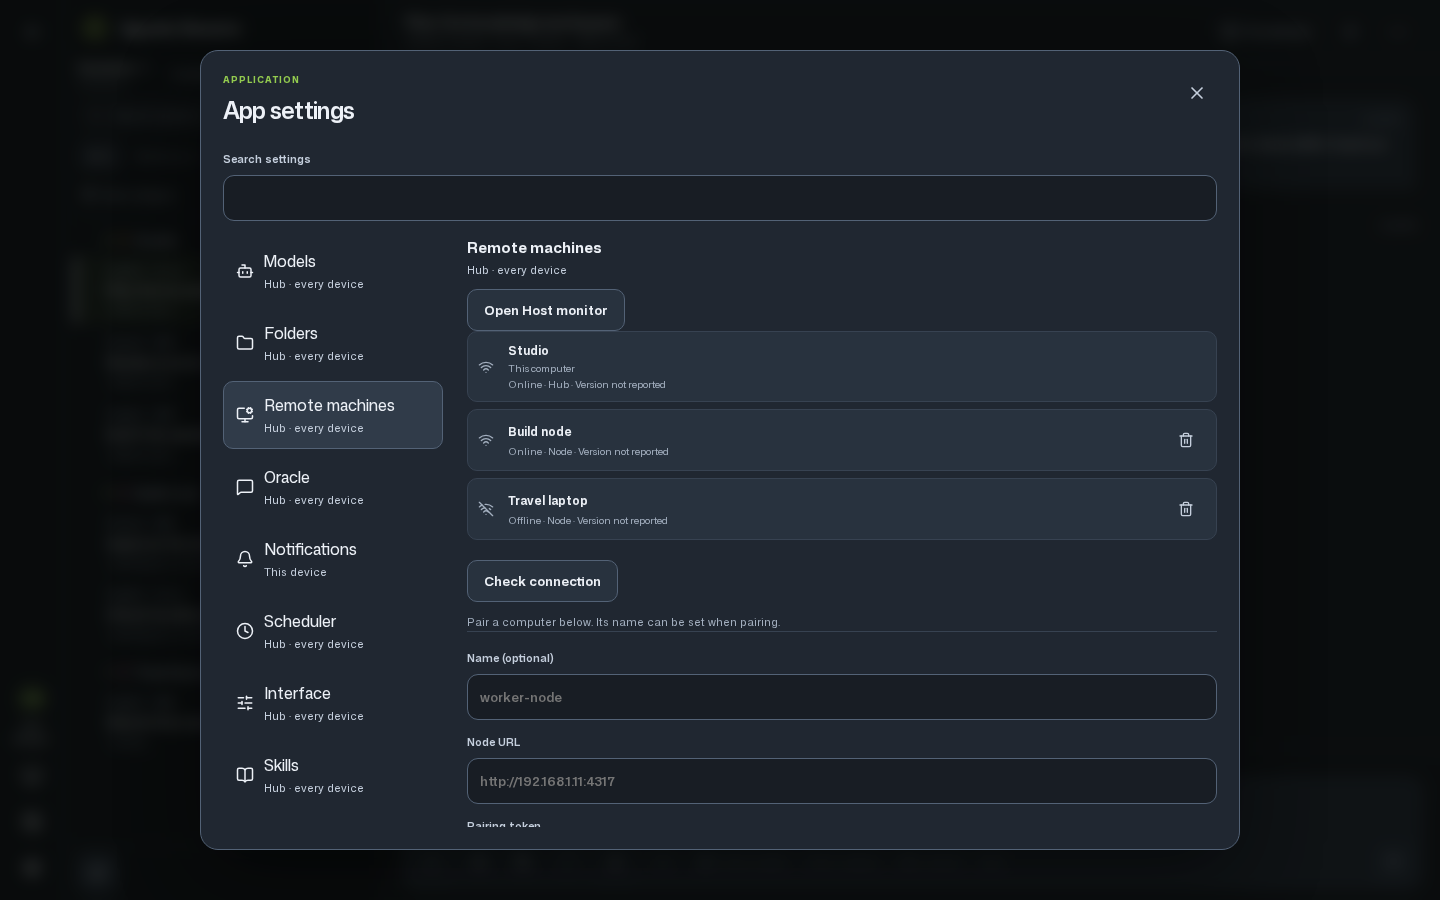 APPLICATION
App settings
Search settings
Models
Hub · every device
Folders
Hub · every device
Remote machines
Hub · every device
Oracle
Hub · every device
Notifications
This device
Scheduler
Hub · every device
Interface
Hub · every device
Skills
Hub · every device
Remote machines
Hub · every device
Open Host monitor
Studio
This computer
Online · Hub · Version not reported
Build node
Online · Node · Version not reported
Travel laptop
Offline · Node · Version not reported
Check connection
Pair a computer below. Its name can be set when pairing.
Name (optional)
worker-node
Node URL
http://192.168.1.11:4317
Pairing token